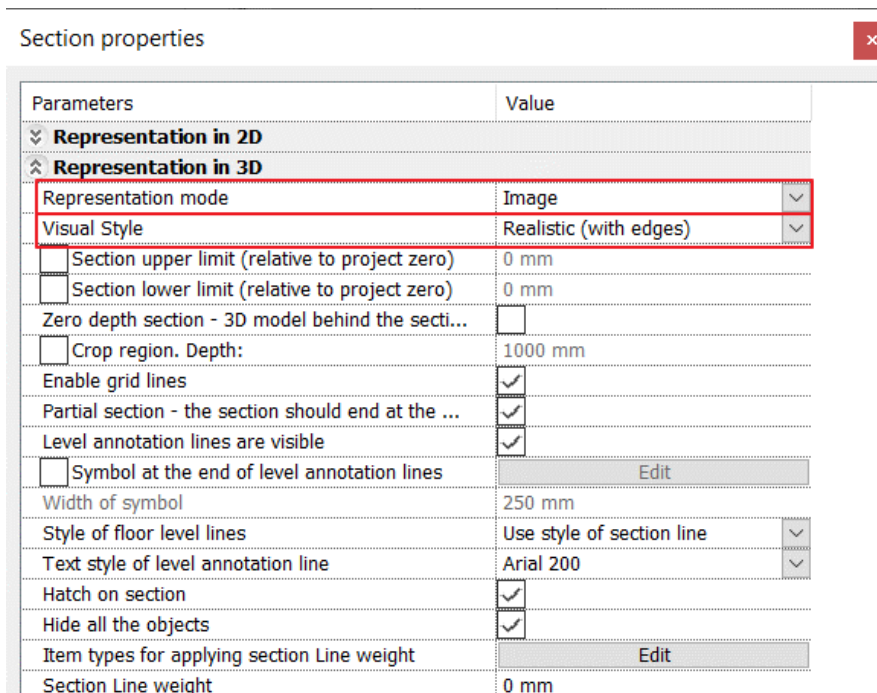 Section properties
Parameters Value
Representation in 2D
Representation in 3D
Representation mode Image
Visual Style Realistic (with edges)
Section upper limit (relative to project zero) 0 mm
Section lower limit (relative to project zero) 0 mm
Zero depth section - 3D model behind the secti...
Crop region. Depth: 1000 mm
Enable grid lines
Partial section - the section should end at the ...
Level annotation lines are visible
Symbol at the end of level annotation lines Edit
Width of symbol 250 mm
Style of floor level lines Use style of section line
Text style of level annotation line Arial 200
Hatch on section
Hide all the objects
Item types for applying section Line weight Edit
Section Line weight 0 mm